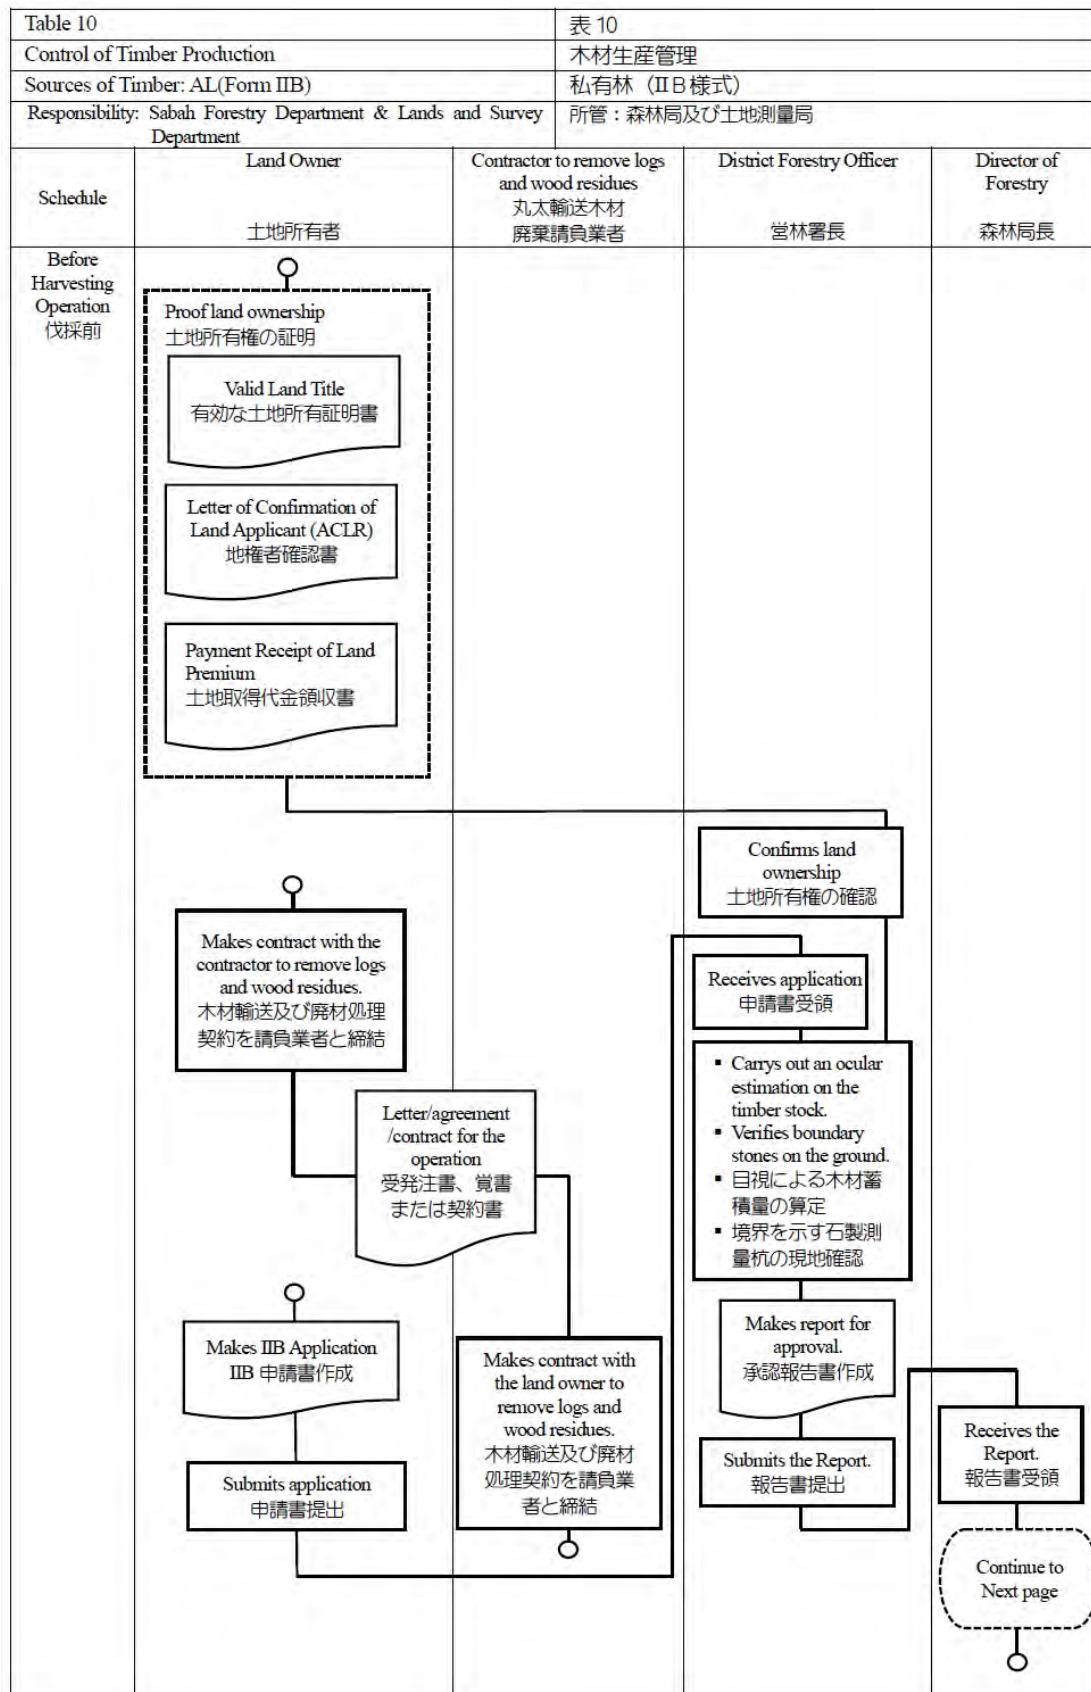 Table 10
表 10
Control of Timber Production
木材生産管理
Sources of Timber: AL(Form IIB)
私有林（ⅡB様式）
Responsibility: Sabah Forestry Department & Lands and Survey
Department
所管：森林局及び土地測量局
Schedule
Land Owner
土地所有者
Contractor to remove logs
and wood residues
丸太輸送木材
廃棄請負業者
District Forestry Officer
営林署長
Director of
Forestry
森林局長
Before
Harvesting
Operation
伐採前
Proof land ownership
土地所有権の証明
Valid Land Title
有効な土地所有証明書
Letter of Confirmation of
Land Applicant (ACLR)
地権者確認書
Payment Receipt of Land
Premium
土地取得代金領収書
Confirms land
ownership
土地所有権の確認
Makes contract with the
contractor to remove logs
and wood residues.
木材輸送及び廃材処理
契約を請負業者と締結
Receives application
申請書受領
Letter/agreement
/contract for the
operation
受発注書、覚書
または契約書
▪ Carrys out an ocular
estimation on the
timber stock.
▪ Verifies boundary
stones on the ground.
▪ 目視による木材蓄
積量の算定
▪ 境界を示す石製測
量杭の現地確認
Makes IIB Application
IIB 申請書作成
Submits application
申請書提出
Makes contract with
the land owner to
remove logs and
wood residues.
木材輸送及び廃材
処理契約を請負業
者と締結
Makes report for
approval.
承認報告書作成
Submits the Report.
報告書提出
Receives the
Report.
報告書受領
Continue to
Next page